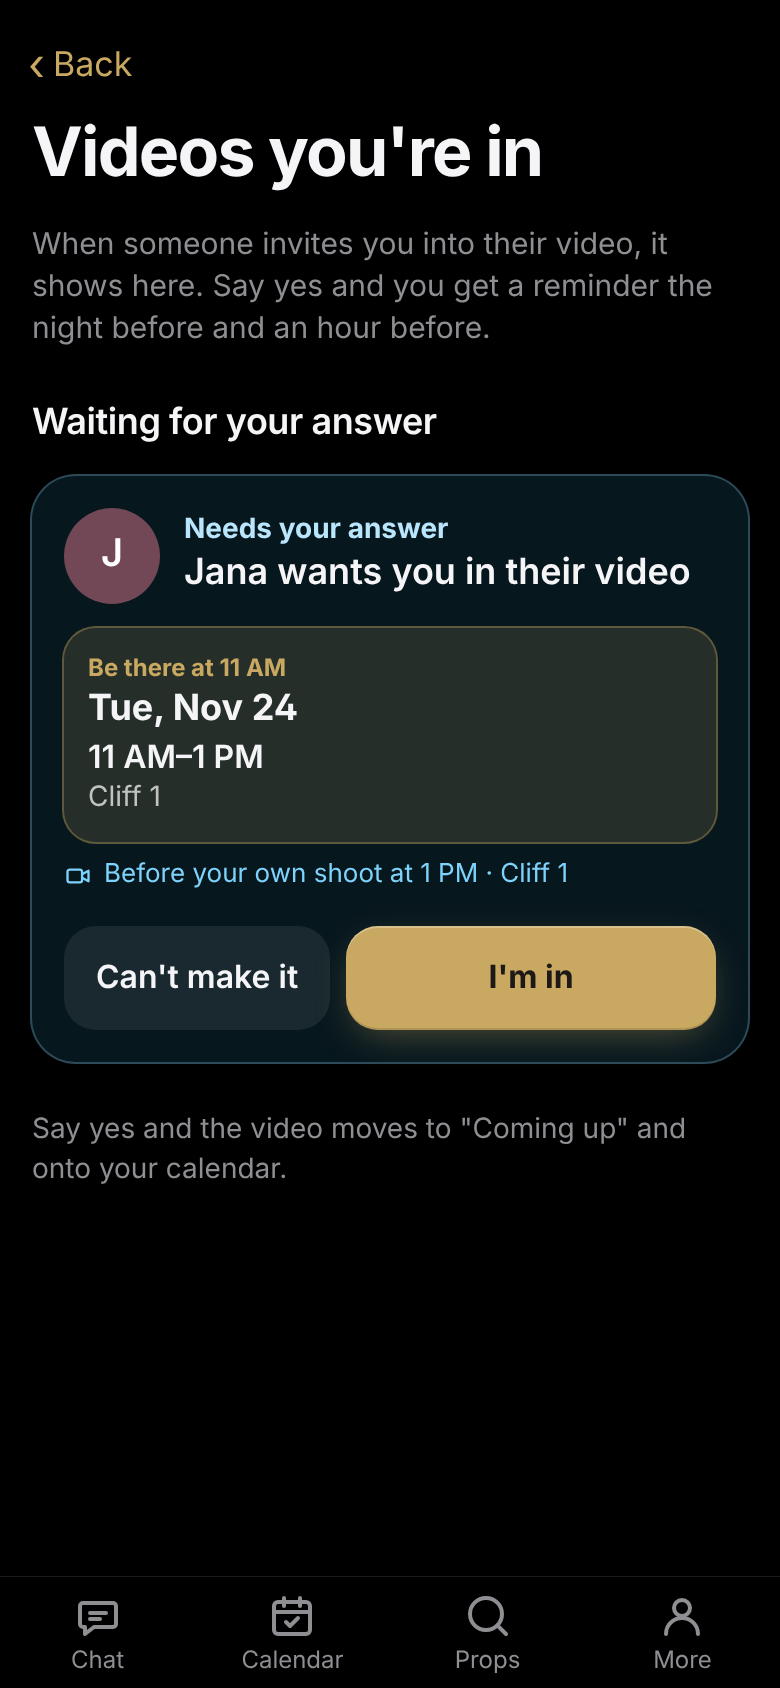 ‹ Back
Videos you're in
When someone invites you into their video, it
shows here. Say yes and you get a reminder the
night before and an hour before.
Waiting for your answer
J
Needs your answer
Jana wants you in their video
Be there at 11 AM
Tue, Nov 24
11 AM–1 PM
Cliff 1
Before your own shoot at 1 PM · Cliff 1
Can't make it
I'm in
Say yes and the video moves to "Coming up" and
onto your calendar.
Chat
Calendar
Props
More